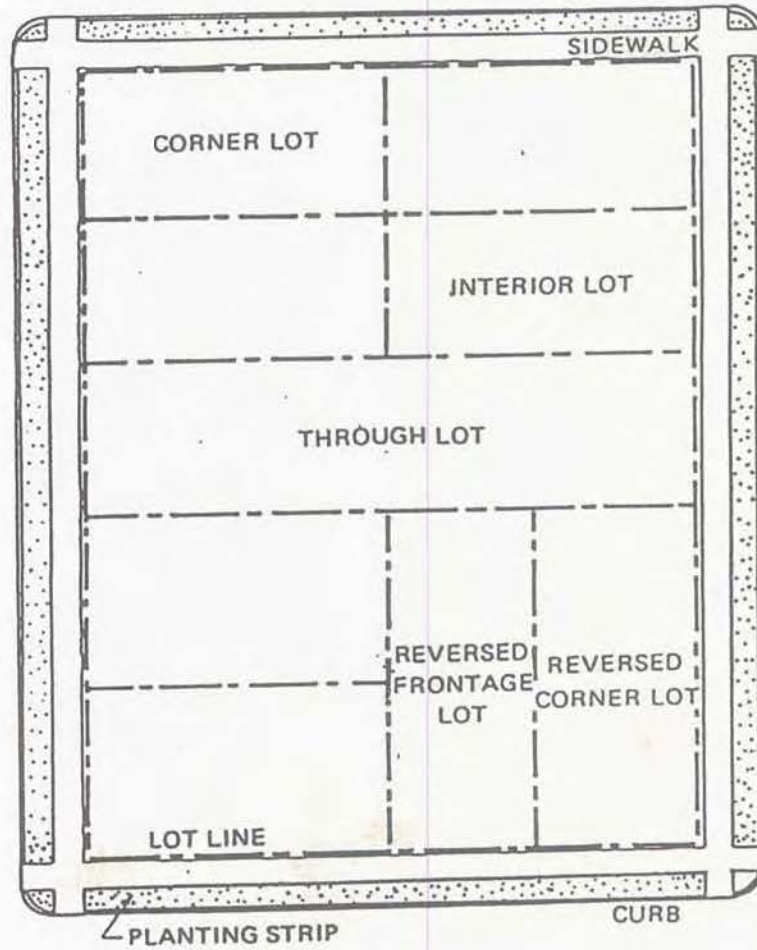 SIDEWALK
CORNER LOT
INTERIOR LOT
THROUGH LOT
REVERSED
FRONTAGE
LOT
REVERSED
CORNER LOT
LOT LINE
CURB
PLANTING STRIP